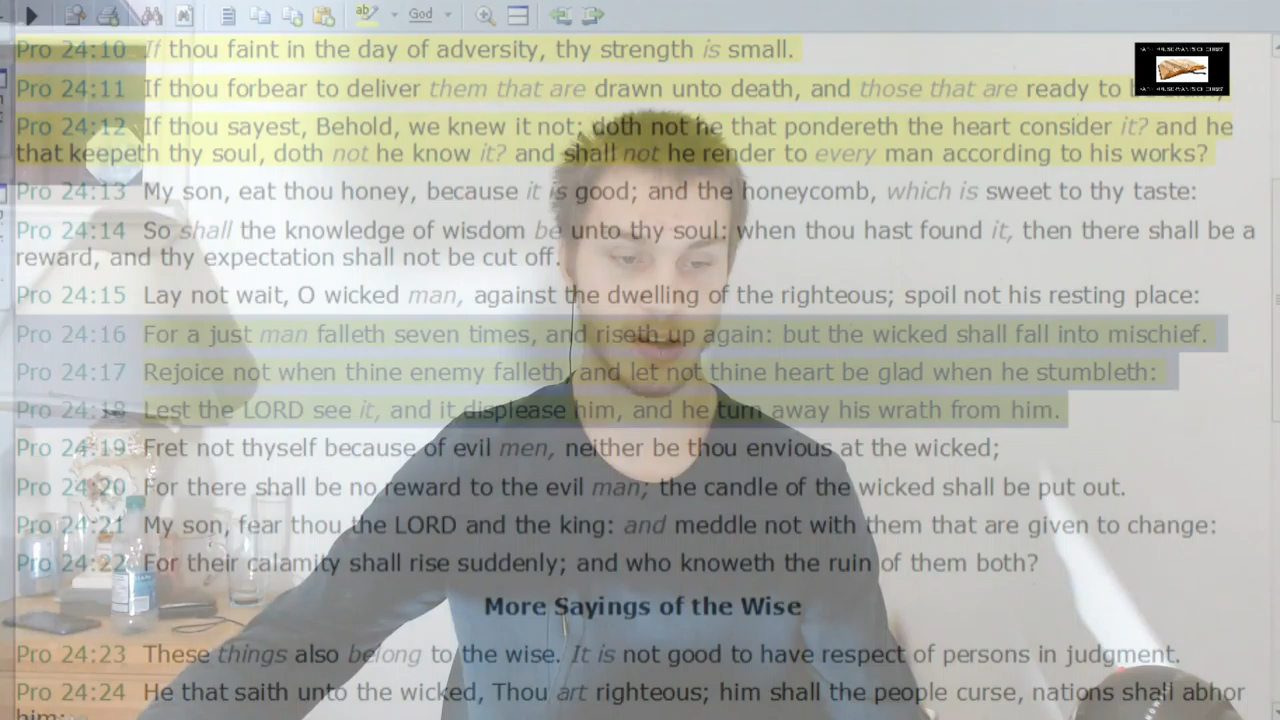 God
Pro 24:10 If thou faint in the day of adversity, thy strength is small.
Pro 24:11 If thou forbear to deliver them that are drawn unto death, and those that are ready to
Pro 24:12 If thou sayest, Behold, we knew it not; doth not he that pondereth the heart consider it? and he
that keepeth thy soul, doth not he know it? and shall not he render to every man according to his works?
Pro 24:13 My son, eat thou honey, because it is good; and the honeycomb, which is sweet to thy taste:
Pro 24:14 So shall the knowledge of wisdom be unto thy soul: when thou hast found it, then there shall be a
reward, and thy expectation shall not be cut off.
Pro 24:15 Lay not wait, O wicked man, against the dwelling of the righteous; spoil not his resting place:
Pro 24:16 For a just man falleth seven times, and riseth up again: but the wicked shall fall into mischief.
Pro 24:17 Rejoice not when thine enemy falleth, and let not thine heart be glad when he stumbleth:
Pro 24:18 Lest the LORD see it, and it displease him, and he turn away his wrath from him.
Pro 24:19 Fret not thyself because of evil men, neither be thou envious at the wicked;
Pro 24:20 For there shall be no reward to the evil man; the candle of the wicked shall be put out.
Pro 24:21 My son, fear thou the LORD and the king: and meddle not with them that are given to change:
Pro 24:22 For their calamity shall rise suddenly; and who knoweth the ruin of them both?
More Sayings of the Wise
Pro 24:23 These things also belong to the wise. It is not good to have respect of persons in judgment.
Pro 24:24 He that saith unto the wicked, Thou art righteous; him shall the people curse, nations shall abhor
him: